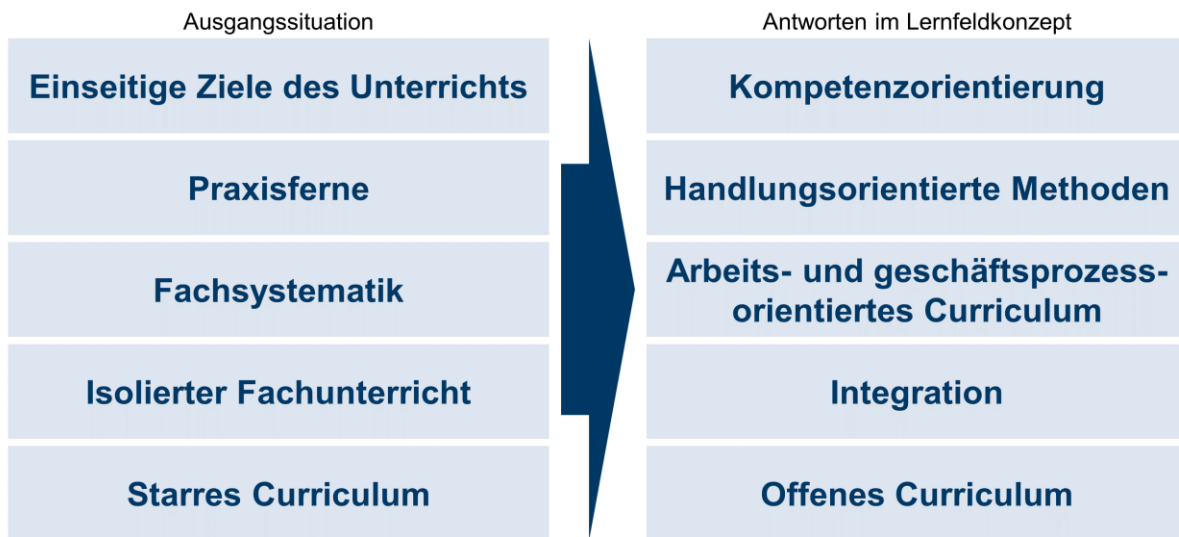 Ausgangssituation
Einseitige Ziele des Unterrichts
Praxisferne
Fachsystematik
Isolierter Fachunterricht
Starres Curriculum
Antworten im Lernfeldkonzept
Kompetenzorientierung
Handlungsorientierte Methoden
Arbeits- und geschäftsprozess-
orientiertes Curriculum
Integration
Offenes Curriculum